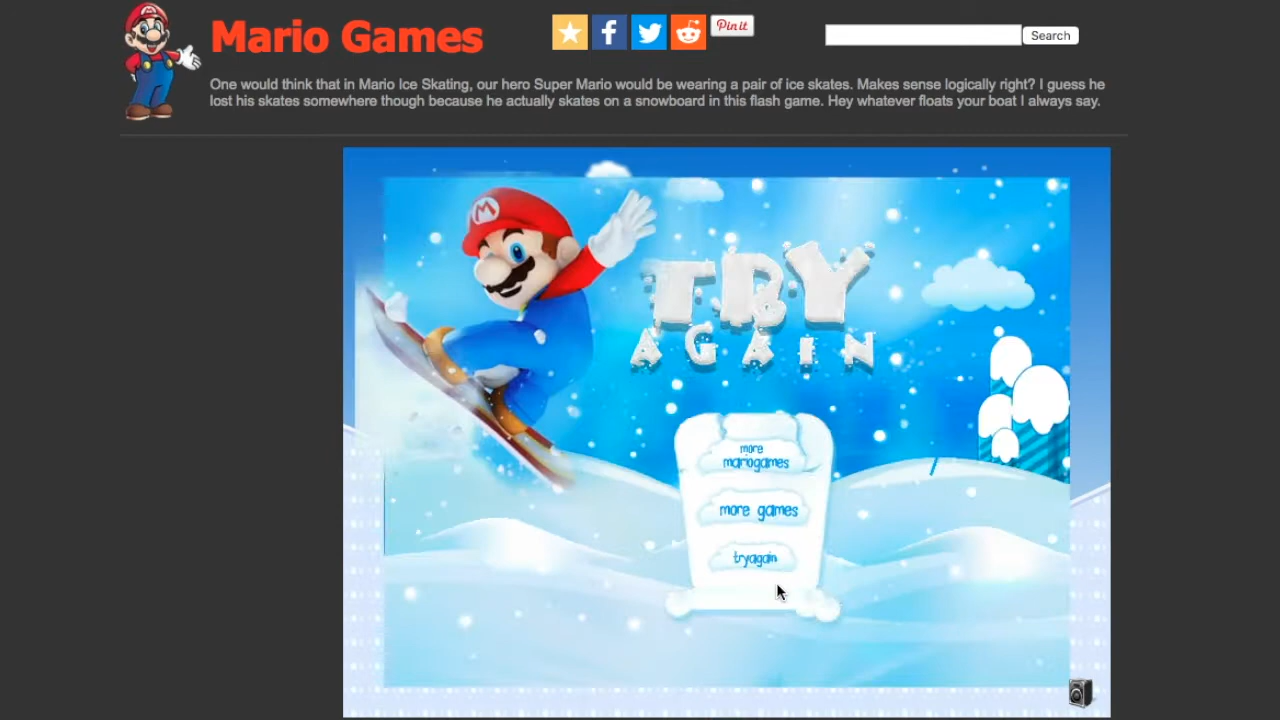 Mario Games
Pin it
Search
One would think that in Mario Ice Skating, our hero Super Mario would be wearing a pair of ice skates. Makes sense logically right? I guess he
lost his skates somewhere though because he actually skates on a snowboard in this flash game. Hey whatever floats your boat I always say.
M
TRY
AGAIN
more
mariogames
more games
tryagain